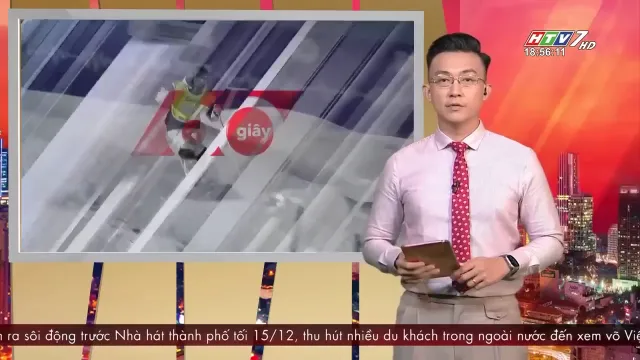 HTV7 HD
18:56:11
giây
ra sôi động trước Nhà hát thành phố tối 15/12, thu hút nhiều du khách trong ngoài nước đến xem võ Việ